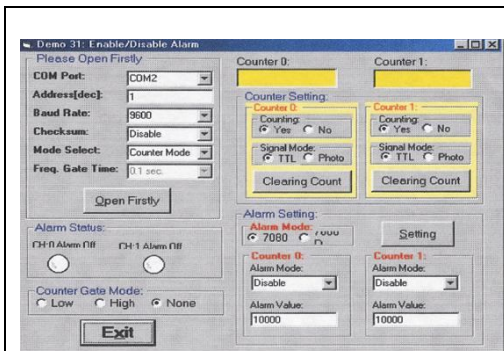 Demo 31: Enable/Disable Alarm
Please Open Firstly
COM Port: COM2
Address[dec]: 1
Baud Rate: 9600
Checksum: Disable
Mode Select: Counter Mode
Freq. Gate Time: 0.1 sec.
Open Firstly
Alarm Status:
CH:0 Alarm Off CH:1 Alarm Off
Counter Gate Mode:
Low High None
Exit
Counter 0: Counter 1:
Counter Setting:
Counter 0: Counter 1:
Counting: Counting:
Yes No Yes No
Signal Mode: Signal Mode:
TTL Photo TTL Photo
Clearing Count Clearing Count
Alarm Setting:
Alarm Mode:
7080
Setting
Counter 0: Counter 1:
Alarm Mode: Alarm Mode:
Disable Disable
Alarm Value: Alarm Value:
10000 10000